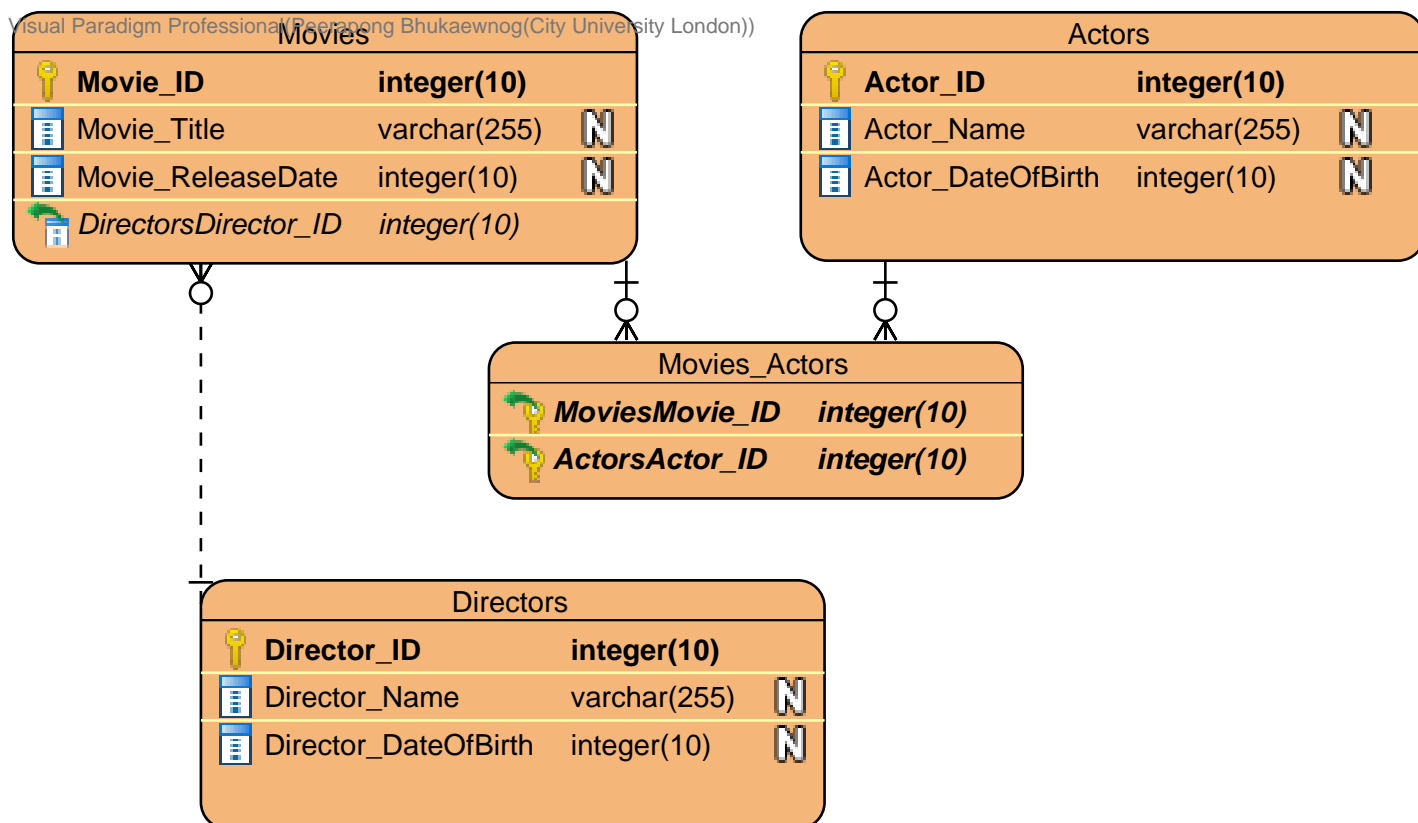 Visual Paradigm Professional(Peerapong Bhukaewnog(City University London))
Movies
Movie_ID integer(10)
Movie_Title varchar(255) N
Movie_ReleaseDate integer(10) N
DirectorsDirector_ID integer(10)
Actors
Actor_ID integer(10)
Actor_Name varchar(255) N
Actor_DateOfBirth integer(10) N
Movies_Actors
MoviesMovie_ID integer(10)
ActorsActor_ID integer(10)
Directors
Director_ID integer(10)
Director_Name varchar(255) N
Director_DateOfBirth integer(10) N